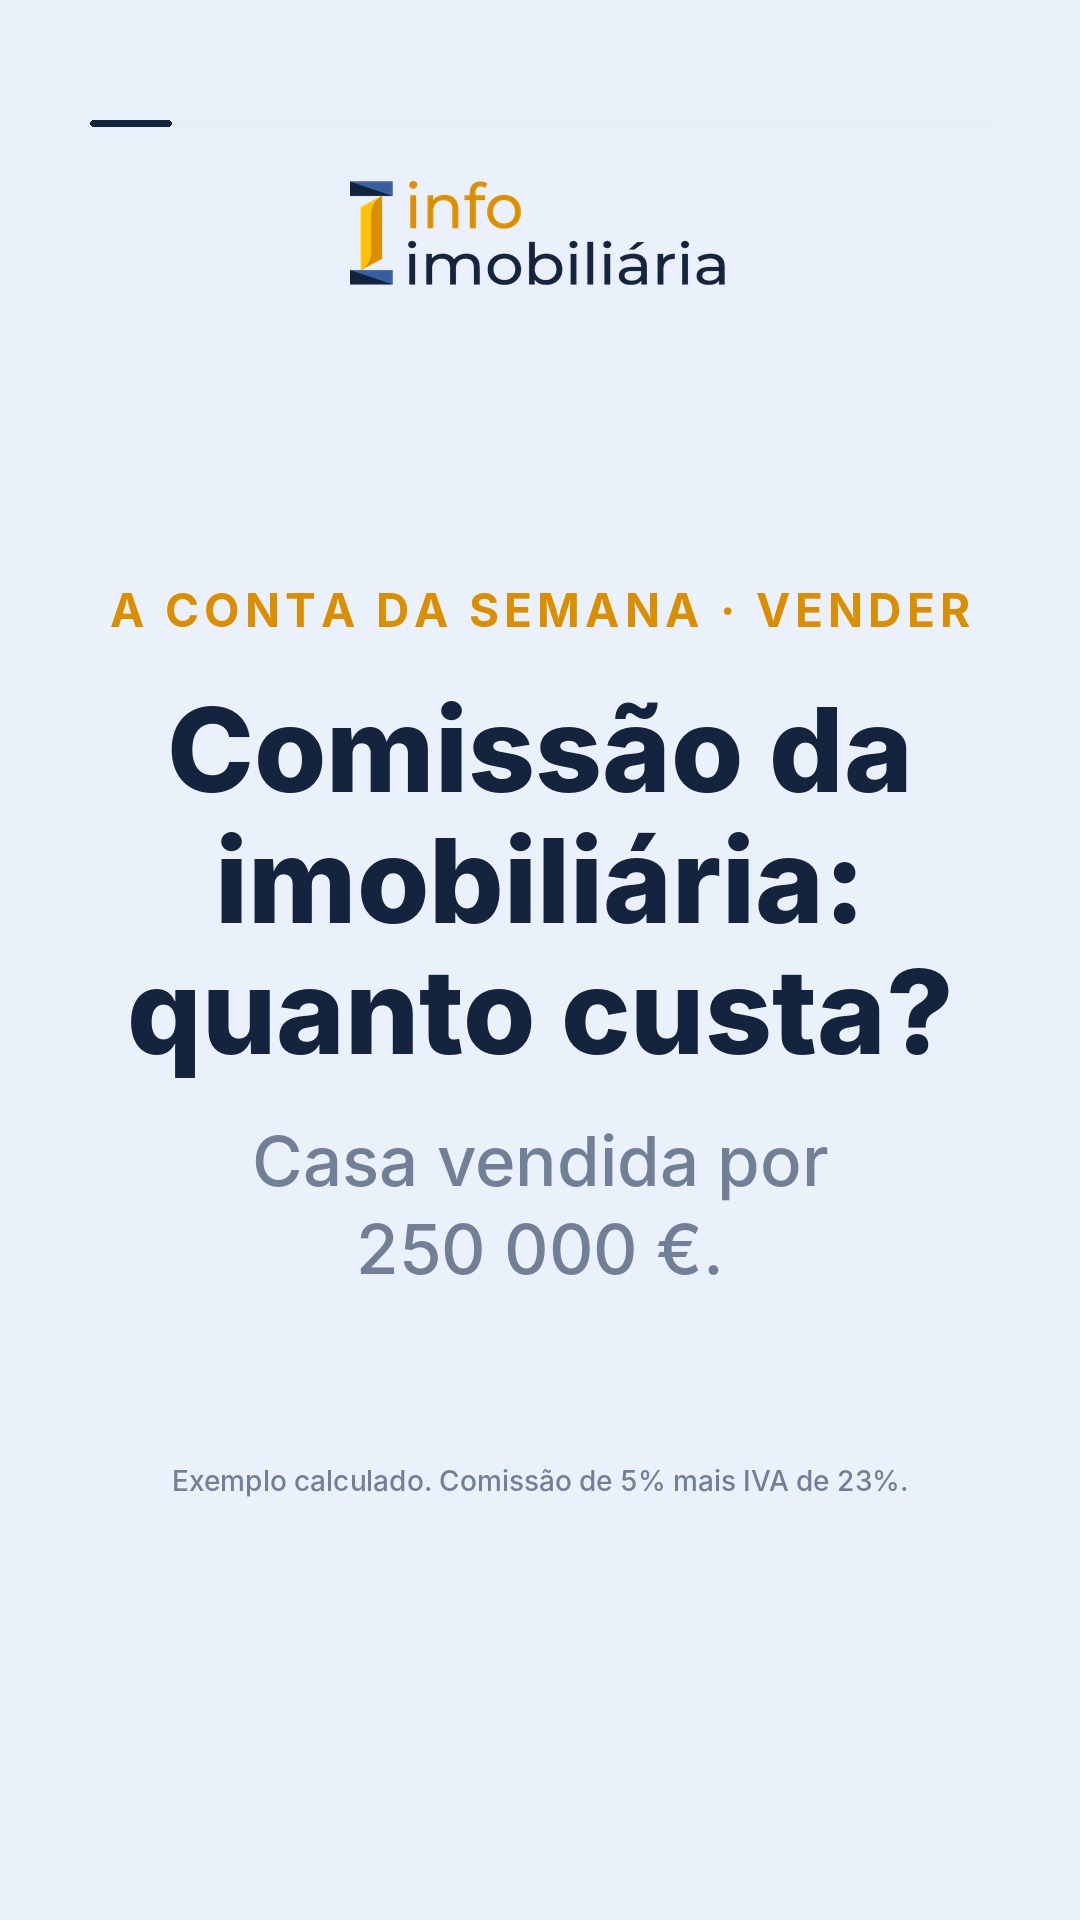 info
imobiliária
A CONTA DA SEMANA · VENDER
Comissão da
imobiliária:
quanto custa?
Casa vendida por
250 000 €.
Exemplo calculado. Comissão de 5% mais IVA de 23%.